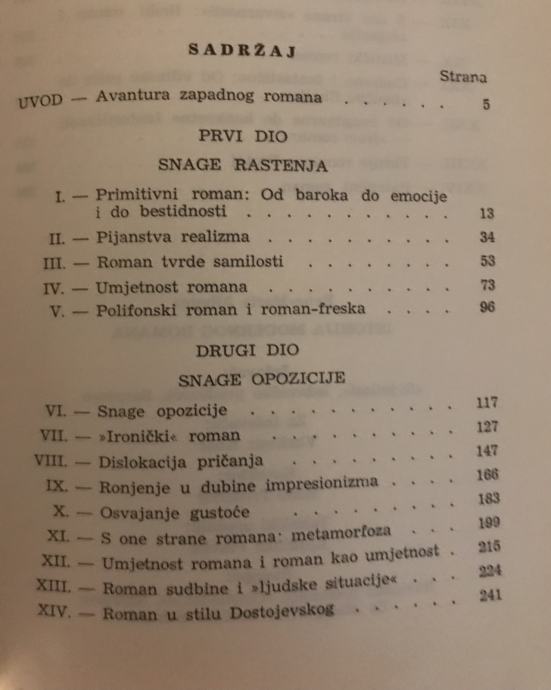 SADRŽAJ
Strana
UVOD — Avantura zapadnog romana . . . . . . 5
PRVI DIO
SNAGE RASTENJA
I. — Primitivni roman: Od baroka do emocije
i do bestidnosti . . . . . . . . . . . 13
II. — Pijanstva realizma . . . . . . . . . . 34
III. — Roman tvrde samilosti . . . . . . . . 53
IV. — Umjetnost romana . . . . . . . . . . 73
V. — Polifonski roman i roman-freska . . . . 96
DRUGI DIO
SNAGE OPOZICIJE
VI. — Snage opozicije . . . . . . . . . . . 117
VII. — »Ironički« roman . . . . . . . . . . 127
VIII. — Dislokacija pričanja . . . . . . . . . 147
IX. — Ronjenje u dubine impresionizma . . . . 166
X. — Osvajanje gustoće . . . . . . . . . 183
XI. — S one strane romana: metamorfoza . . . 199
XII. — Umjetnost romana i roman kao umjetnost . 215
XIII. — Roman sudbine i »ljudske situacije« . . . 224
XIV. — Roman u stilu Dostojevskog . . . . . . 241